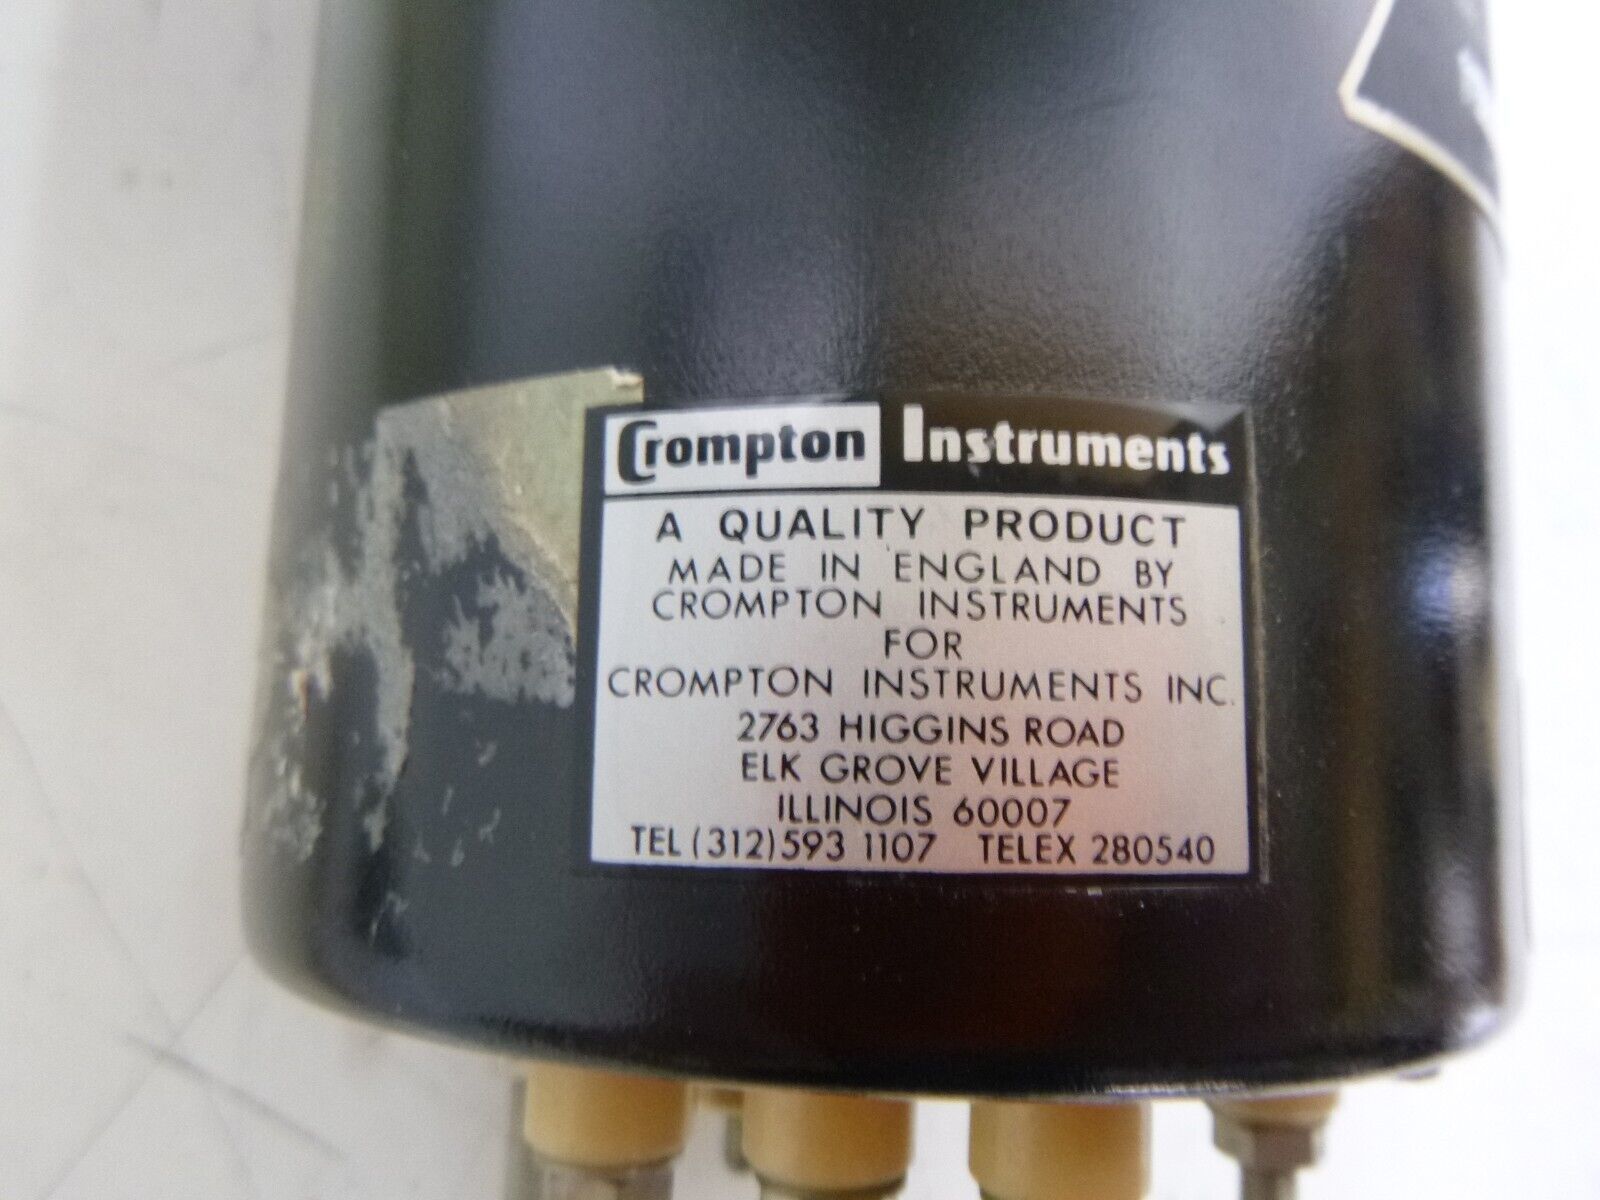 Crompton Instruments
A QUALITY PRODUCT
MADE IN ENGLAND BY
CROMPTON INSTRUMENTS
FOR
CROMPTON INSTRUMENTS INC.
2763 HIGGINS ROAD
ELK GROVE VILLAGE
ILLINOIS 60007
TEL (312) 593 1107 TELEX 280540